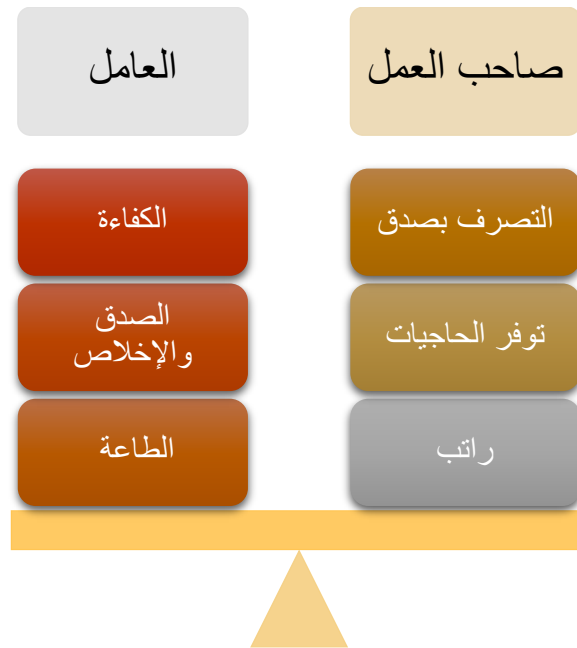 صاحب العمل
التصرف بصدق
توفر الحاجيات
راتب
العامل
الكفاءة
الصدق
والإخلاص
الطاعة